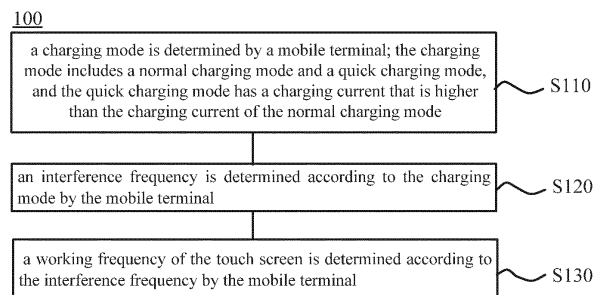 100
a charging mode is determined by a mobile terminal; the charging
mode includes a normal charging mode and a quick charging mode,
and the quick charging mode has a charging current that is higher
than the charging current of the normal charging mode
S110
an interference frequency is determined according to the charging
mode by the mobile terminal
S120
a working frequency of the touch screen is determined according to
the interference frequency by the mobile terminal
S130